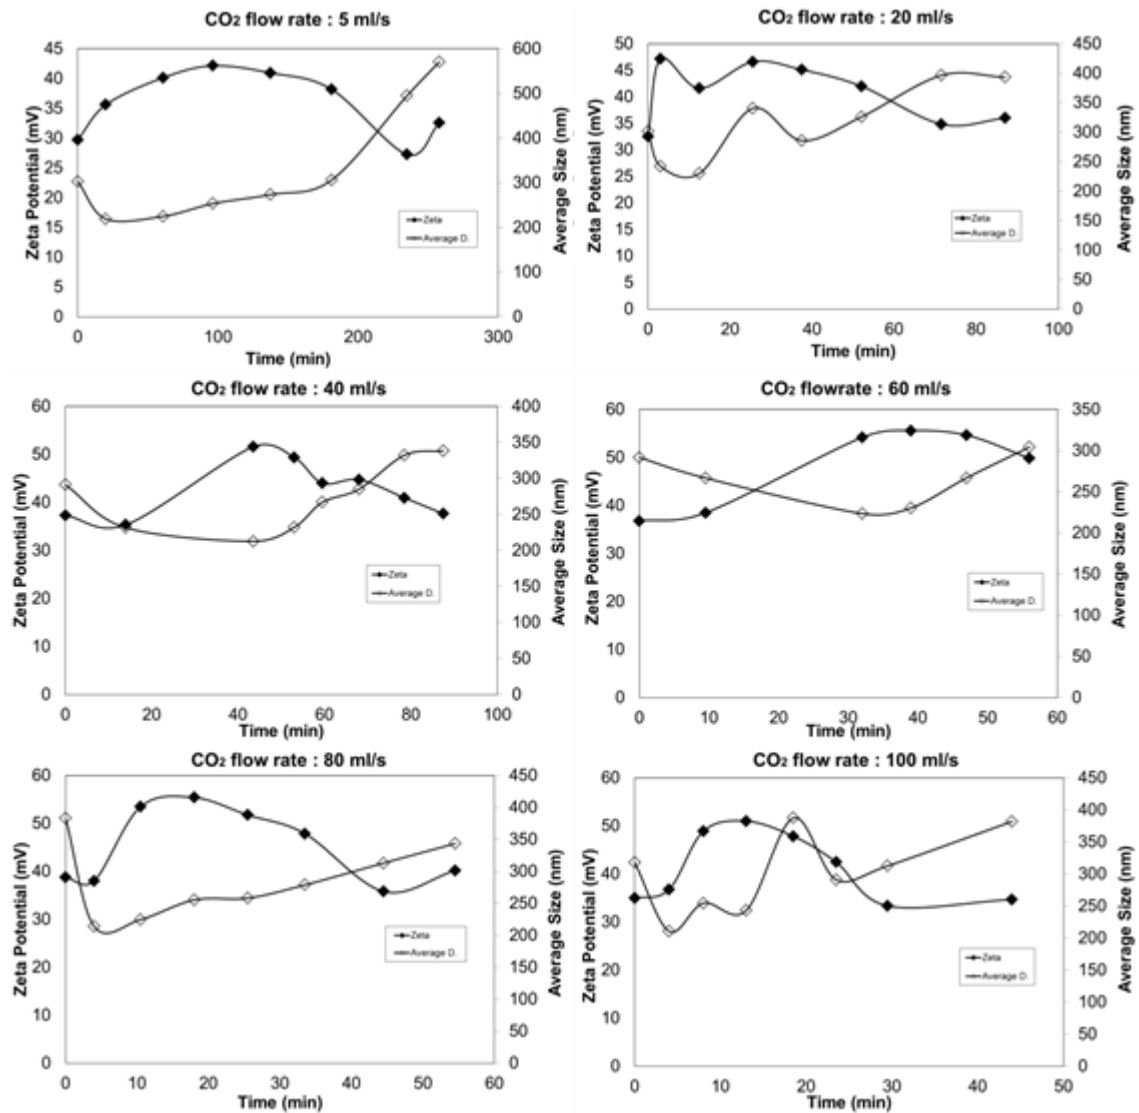 CO₂ flow rate : 5 ml/s
45
40
35
30
25
20
15
10
5
0
Zeta Potential (mV)
600
500
400
300
200
100
0
Average Size (nm)
Zeta
Average D.
0 100 200 300
Time (min)
CO₂ flow rate : 20 ml/s
50
45
40
35
30
25
20
15
10
5
0
Zeta Potential (mV)
450
400
350
300
250
200
150
100
50
0
Average Size (nm)
Zeta
Average D.
0 20 40 60 80 100
Time (min)
CO₂ flow rate : 40 ml/s
60
50
40
30
20
10
0
Zeta Potential (mV)
400
350
300
250
200
150
100
50
0
Average Size (nm)
Zeta
Average D.
0 20 40 60 80 100
Time (min)
CO₂ flowrate : 60 ml/s
60
50
40
30
20
10
0
Zeta Potential (mV)
350
300
250
200
150
100
50
0
Average Size (nm)
Zeta
Average D.
0 10 20 30 40 50 60
Time (min)
CO₂ flow rate : 80 ml/s
60
50
40
30
20
10
0
Zeta Potential (mV)
450
400
350
300
250
200
150
100
50
0
Average Size (nm)
Zeta
Average D.
0 10 20 30 40 50 60
Time (min)
CO₂ flow rate : 100 ml/s
60
50
40
30
20
10
0
Zeta Potential (mV)
450
400
350
300
250
200
150
100
50
0
Average Size (nm)
Zeta
Average D.
0 10 20 30 40 50
Time (min)